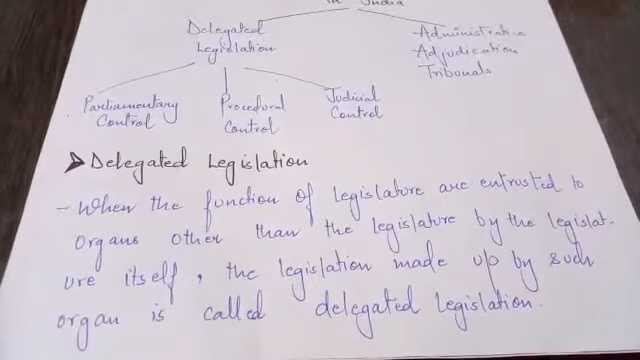 in India
Delegated
Legislation
Administrative
Adjudication
Tribunals
Parliamentary
Control
Procedural
Control
Judicial
Control
➤ Delegated Legislation
- When the function of legislature are entrusted to
organs other than the legislature by the legislat-
ure itself, the legislation made up by such
organ is called delegated legislation.